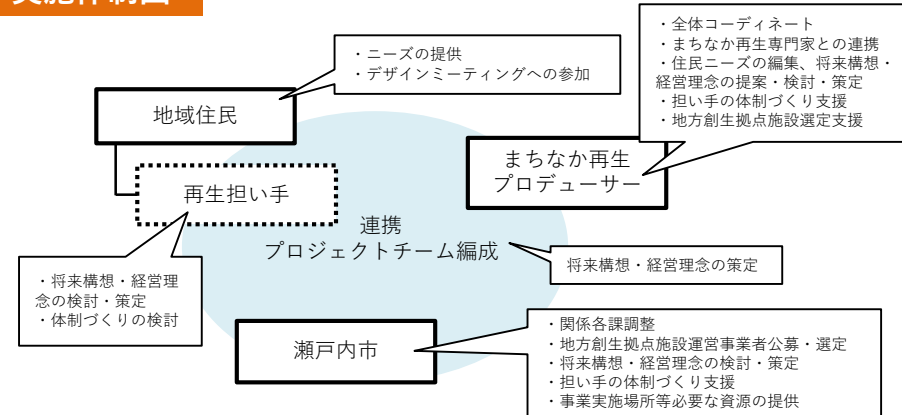 実施体制図
・全体コーディネート
・まちなか再生専門家との連携
・住民ニーズの編集、将来構想・
経営理念の提案・検討・策定
・担い手の体制づくり支援
・地方創生拠点施設選定支援
・ニーズの提供
・デザインミーティングへの参加
地域住民
まちなか再生
プロデューサー
再生担い手
連携
プロジェクトチーム編成
将来構想・経営理念の策定
・将来構想・経営理
念の検討・策定
・体制づくりの検討
瀬戸内市
・関係各課調整
・地方創生拠点施設運営事業者公募・選定
・将来構想・経営理念の検討・策定
・担い手の体制づくり支援
・事業実施場所等必要な資源の提供